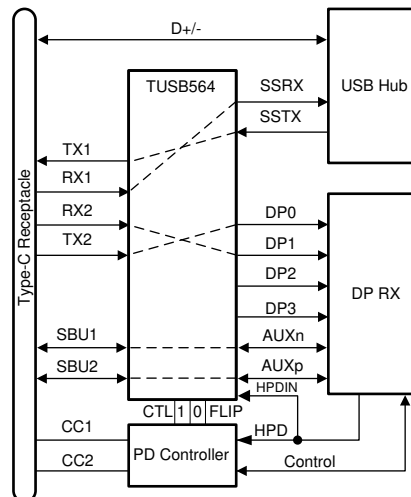 D+/-
TUSB564
USB Hub
SSRX
SSTX
TX1
RX1
RX2
TX2
Type-C Receptacle
DP0
DP1
DP2
DP3
DP RX
SBU1
AUXn
SBU2
AUXp
HPDIN
CTL 1 0 FLIP
CC1
HPD
PD Controller
CC2
Control